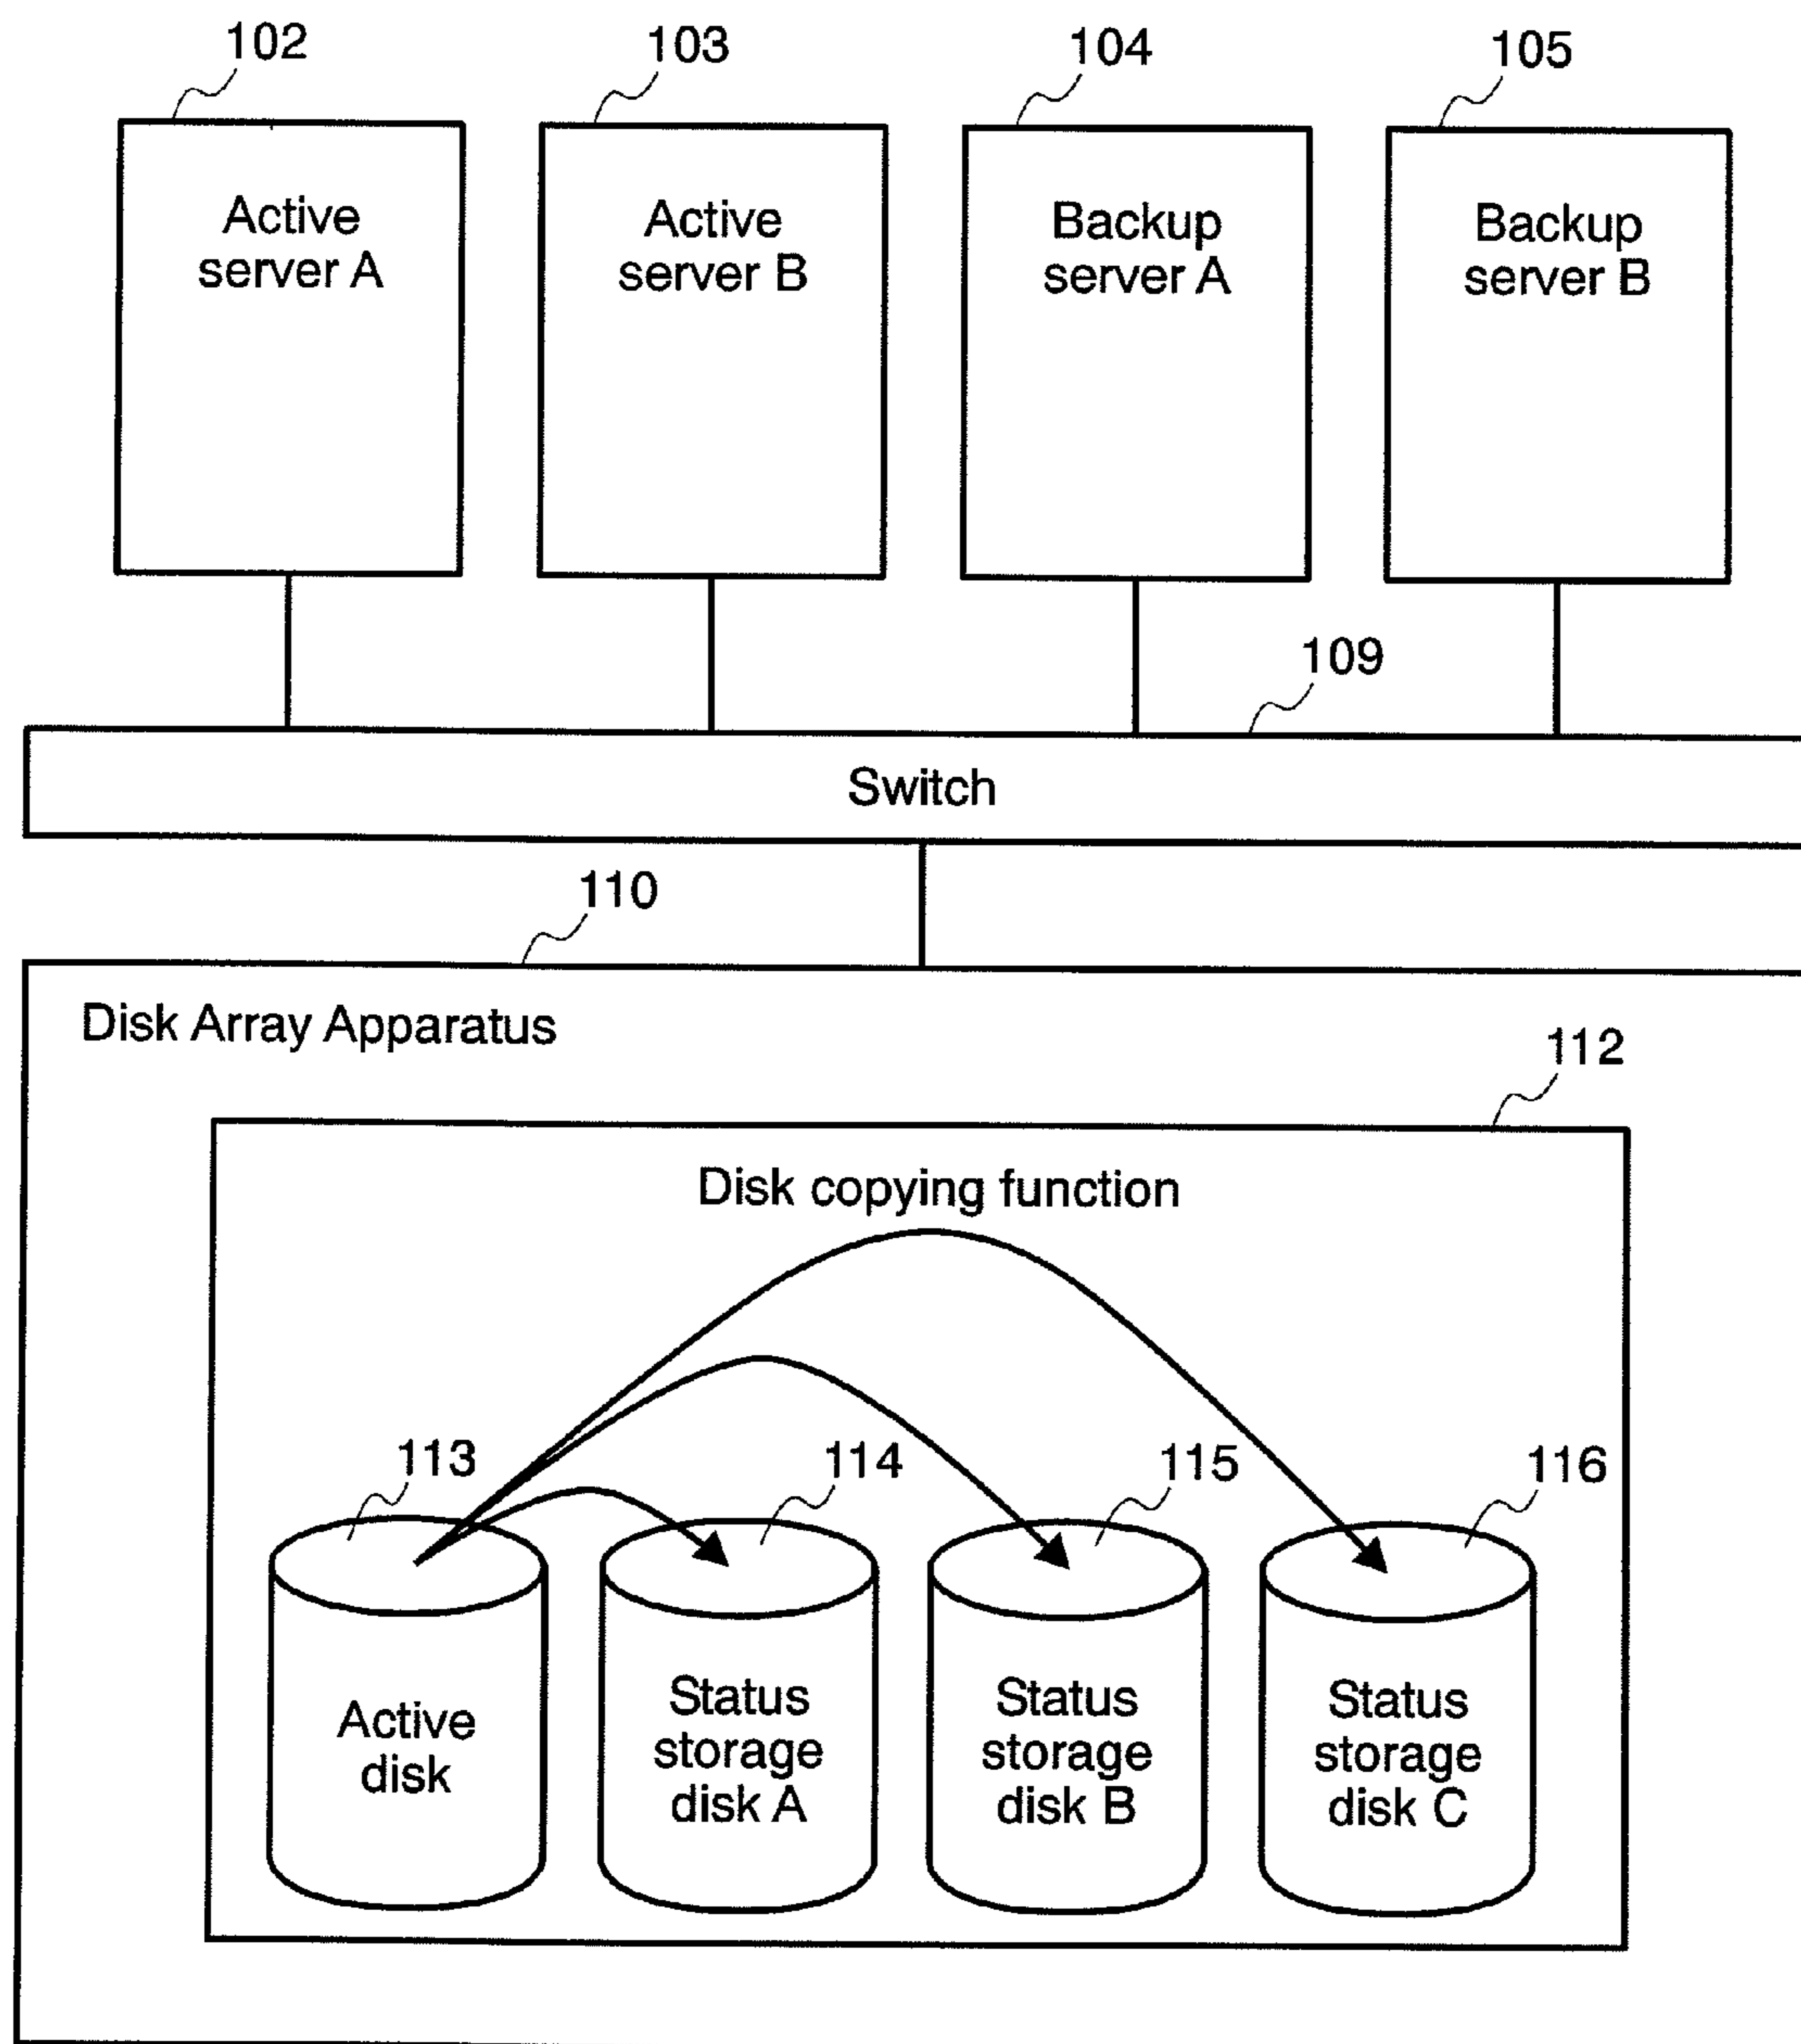 102
103
104
105
Active
server A
Active
server B
Backup
server A
Backup
server B
109
Switch
110
Disk Array Apparatus
112
Disk copying function
113
114
115
116
Active
disk
Status
storage
disk A
Status
storage
disk B
Status
storage
disk C